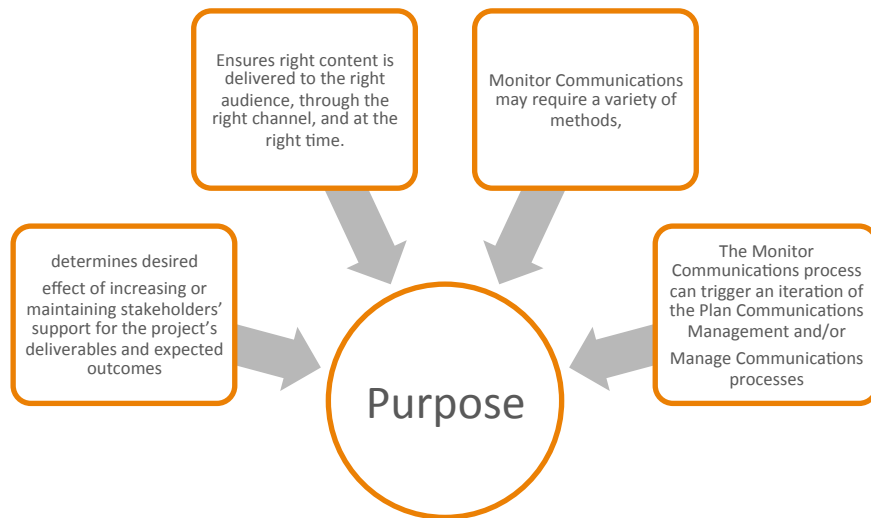 Ensures right content is
delivered to the right
audience, through the
right channel, and at the
right time.
Monitor Communications
may require a variety of
methods,
determines desired
effect of increasing or
maintaining stakeholders’
support for the project’s
deliverables and expected
outcomes
The Monitor
Communications process
can trigger an iteration of
the Plan Communications
Management and/or
Manage Communications
processes
Purpose